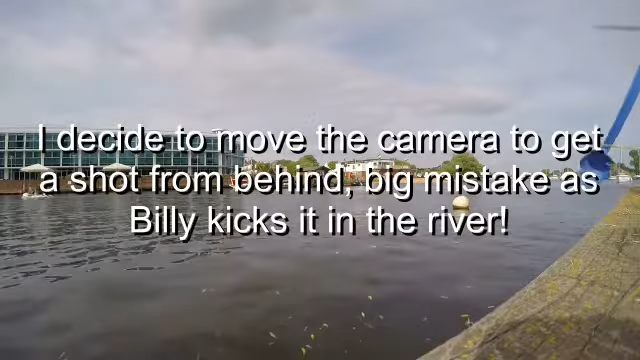 I decide to move the camera to get
a shot from behind, big mistake as
Billy kicks it in the river!